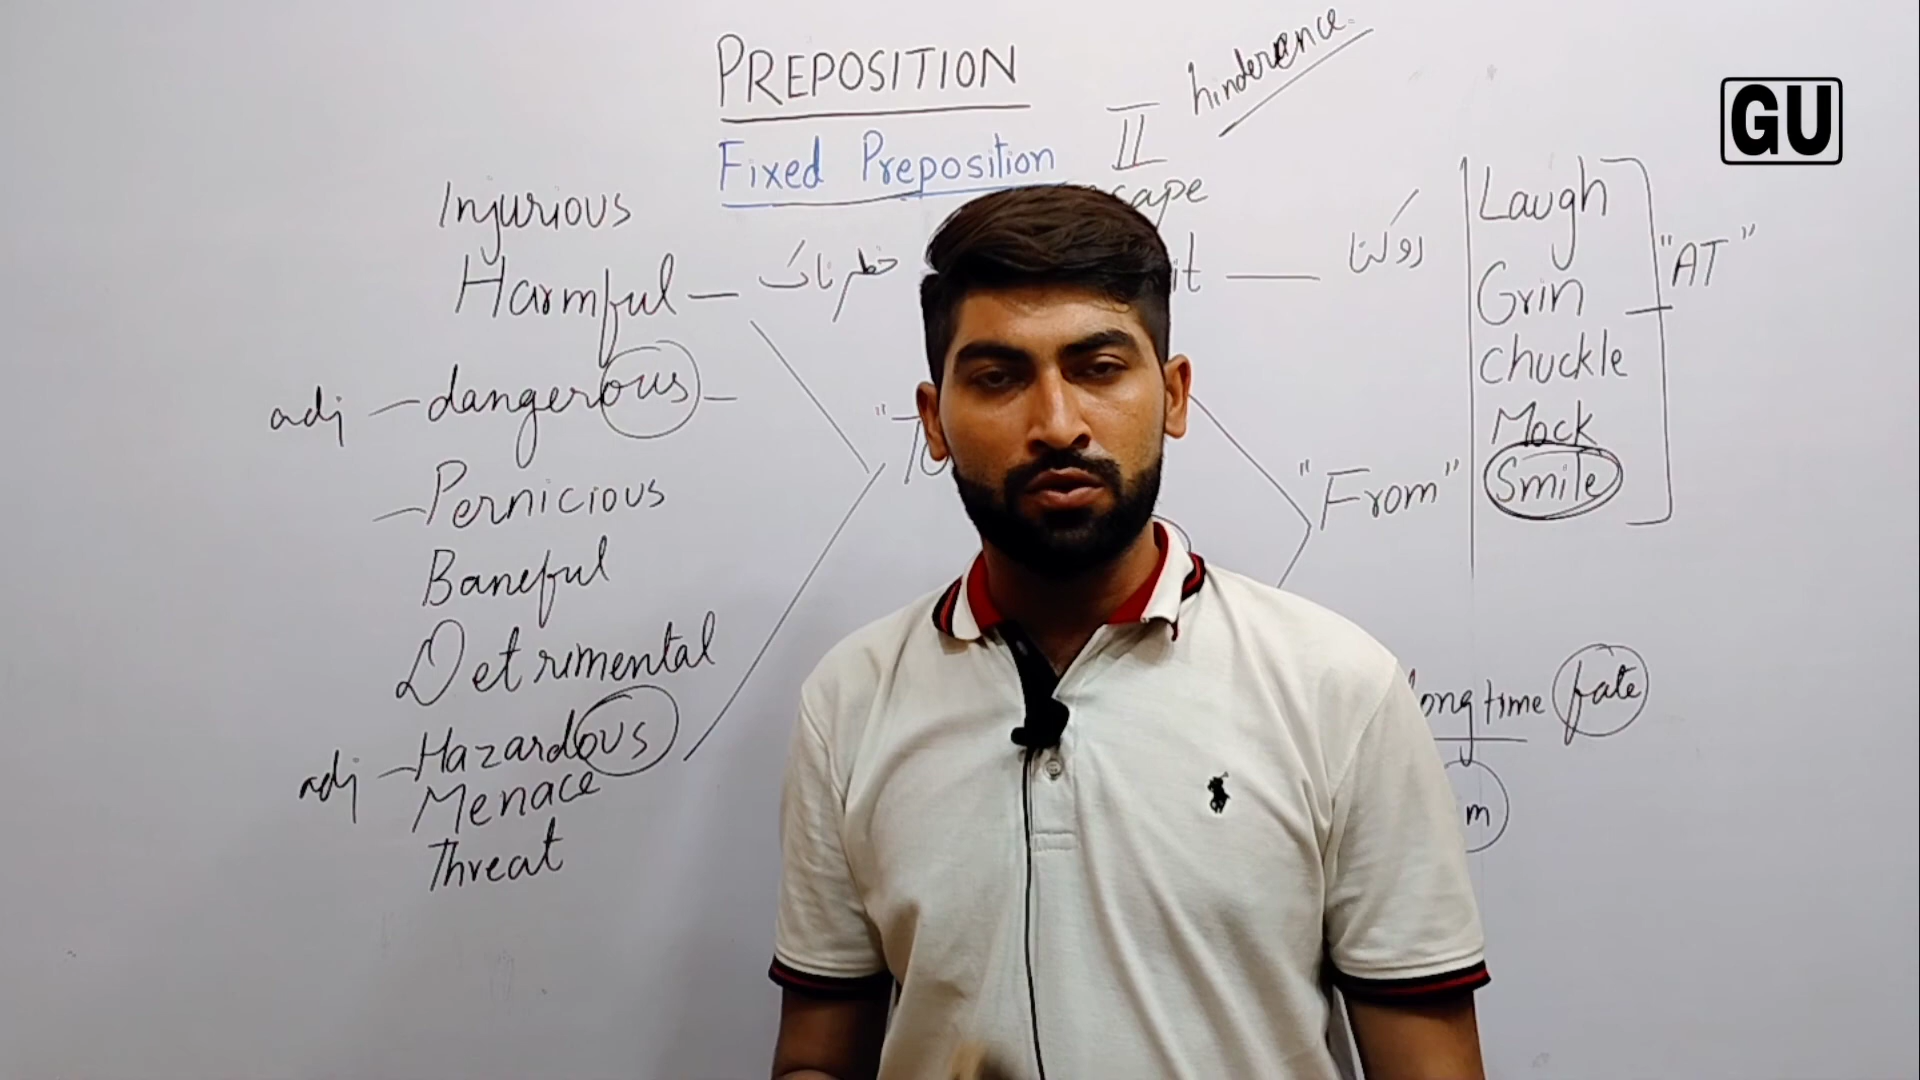 PREPOSITION
hinderence
GU
Fixed Preposition II
Injurious
Harmful — خطرناک
adj — dangerous —
— Pernicious
Baneful
Detrimental
adj — Hazardous
Menace
Threat
روکنا
"From"
Laugh
Grin
Chuckle
Mock
Smile
"AT"
time fate
m